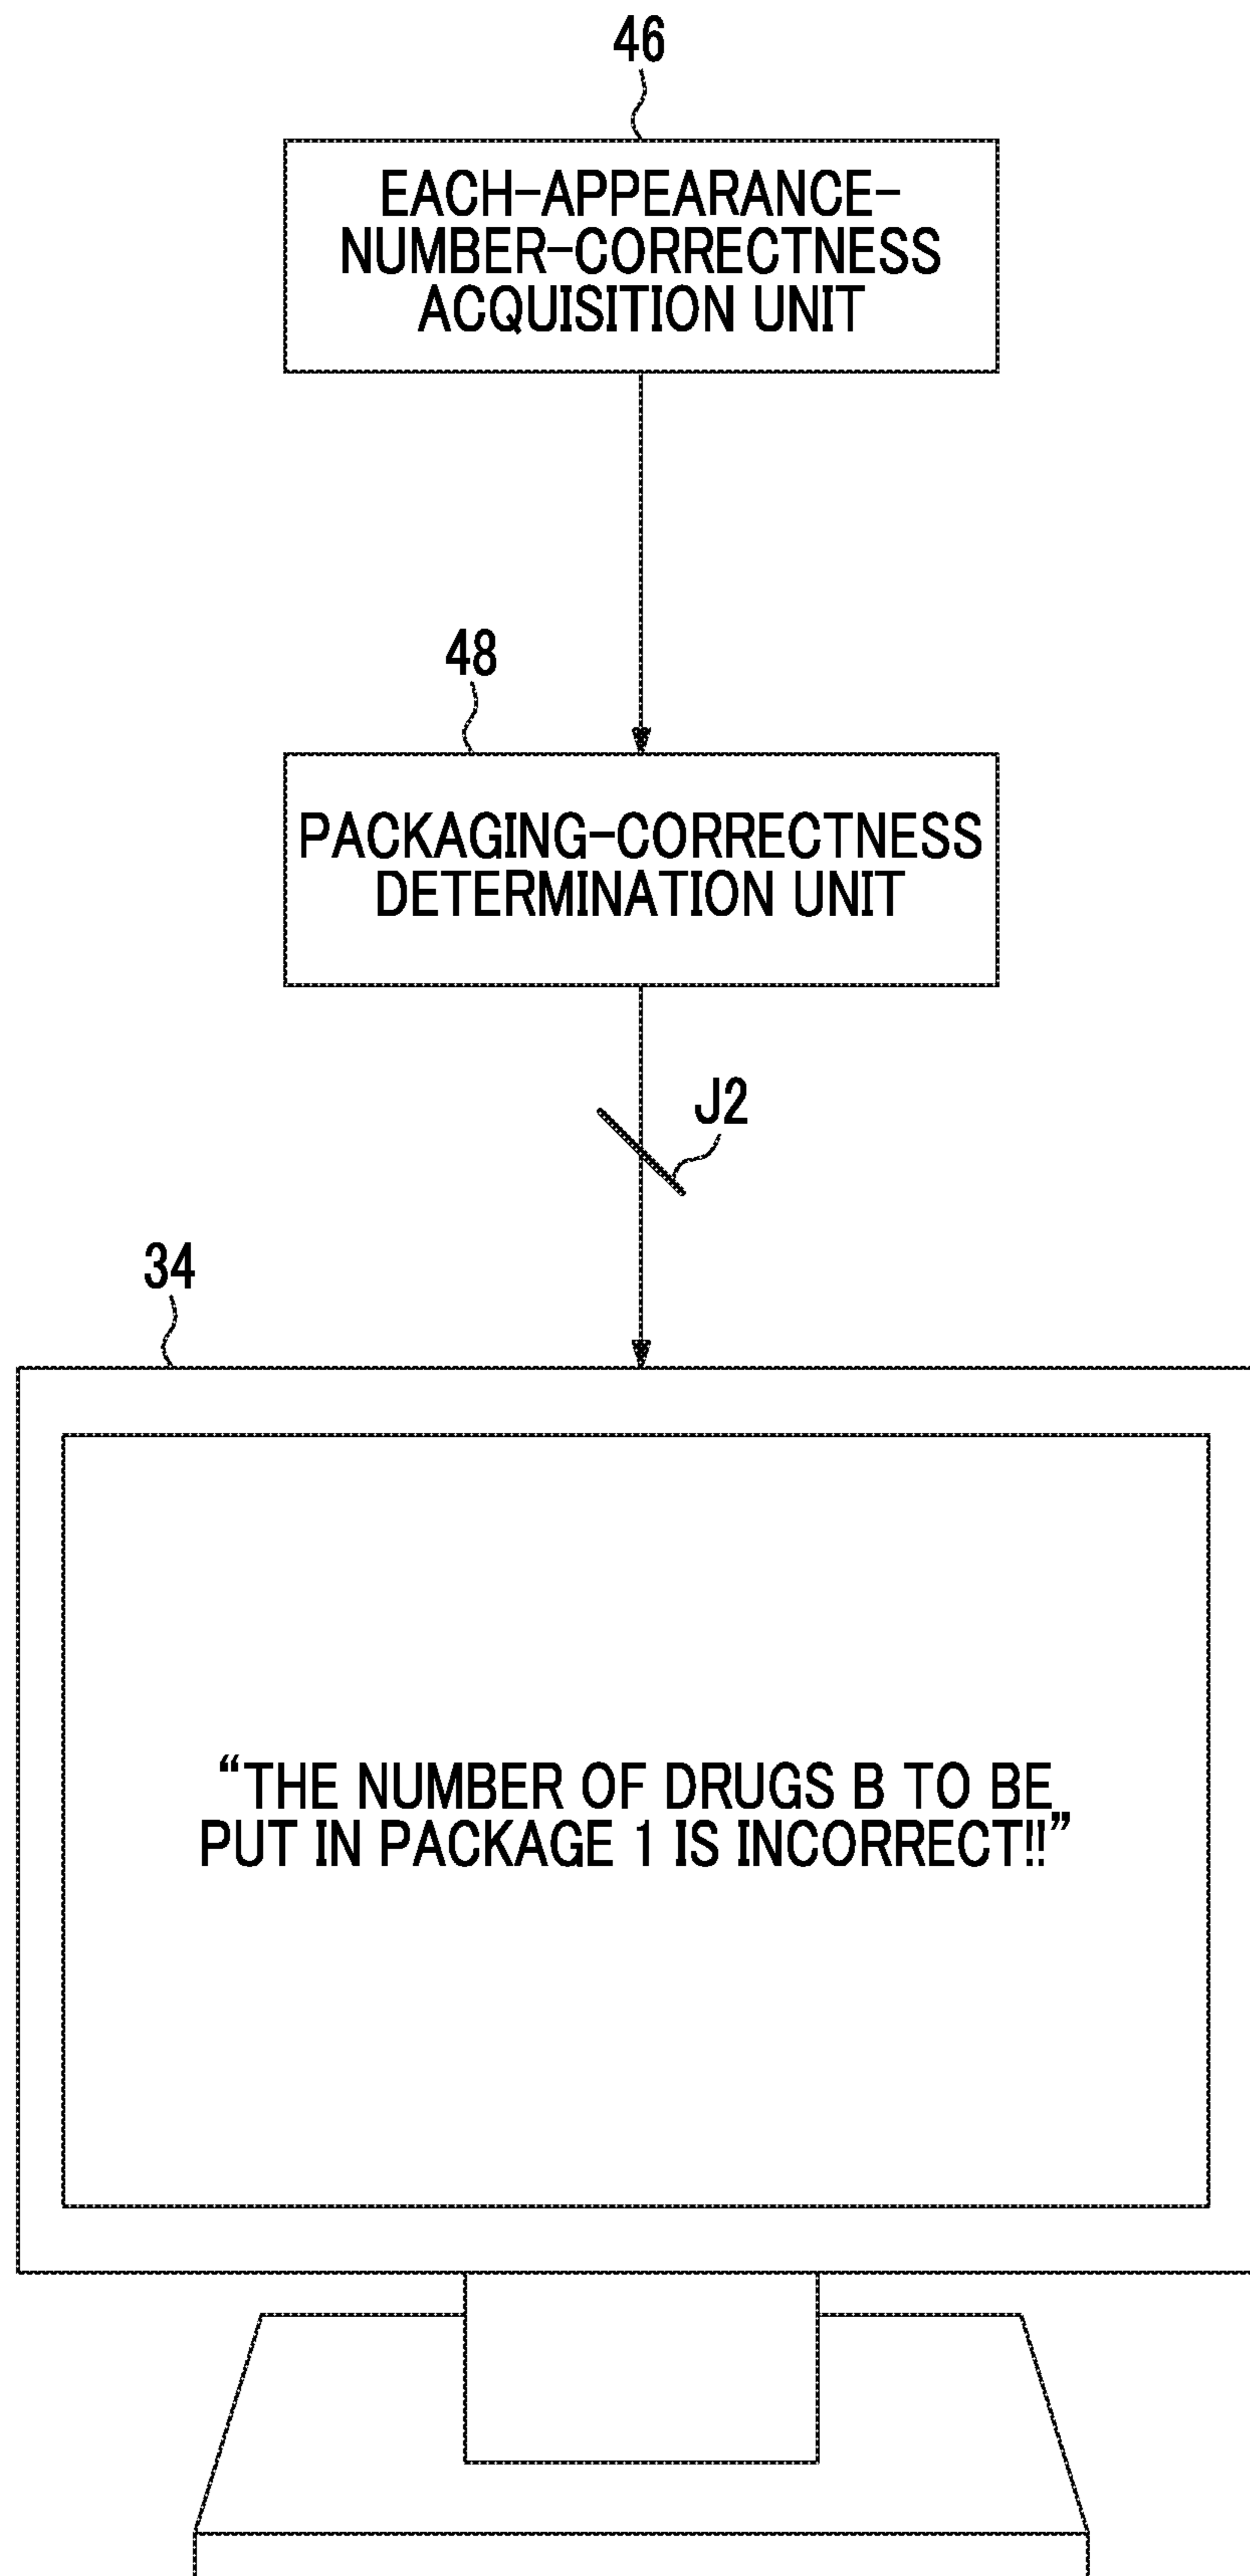 46
EACH-APPEARANCE-
NUMBER-CORRECTNESS
ACQUISITION UNIT
48
PACKAGING-CORRECTNESS
DETERMINATION UNIT
J2
34
“THE NUMBER OF DRUGS B TO BE
PUT IN PACKAGE 1 IS INCORRECT!!”